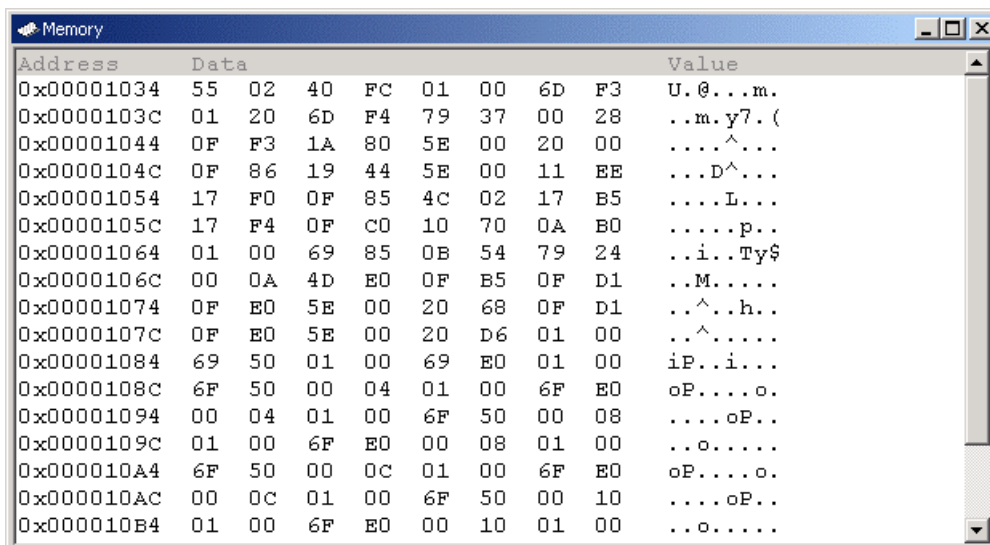 Memory
Address Data Value
0x00001034 55 02 40 FC 01 00 6D F3 U.@...m.
0x0000103C 01 20 6D F4 79 37 00 28 ..m.y7.(
0x00001044 0F F3 1A 80 5E 00 20 00 ....^...
0x0000104C 0F 86 19 44 5E 00 11 EE ...D^...
0x00001054 17 F0 0F 85 4C 02 17 B5 ....L...
0x0000105C 17 F4 0F C0 10 70 0A B0 .....p..
0x00001064 01 00 69 85 0B 54 79 24 ..i..Ty$
0x0000106C 00 0A 4D E0 0F B5 0F D1 ..M.....
0x00001074 0F E0 5E 00 20 68 0F D1 ..^..h..
0x0000107C 0F E0 5E 00 20 D6 01 00 ..^.....
0x00001084 69 50 01 00 69 E0 01 00 iP..i...
0x0000108C 6F 50 00 04 01 00 6F E0 oP....o.
0x00001094 00 04 01 00 6F 50 00 08 ....oP..
0x0000109C 01 00 6F E0 00 08 01 00 ..o.....
0x000010A4 6F 50 00 0C 01 00 6F E0 oP....o.
0x000010AC 00 0C 01 00 6F 50 00 10 ....oP..
0x000010B4 01 00 6F E0 00 10 01 00 ..o.....